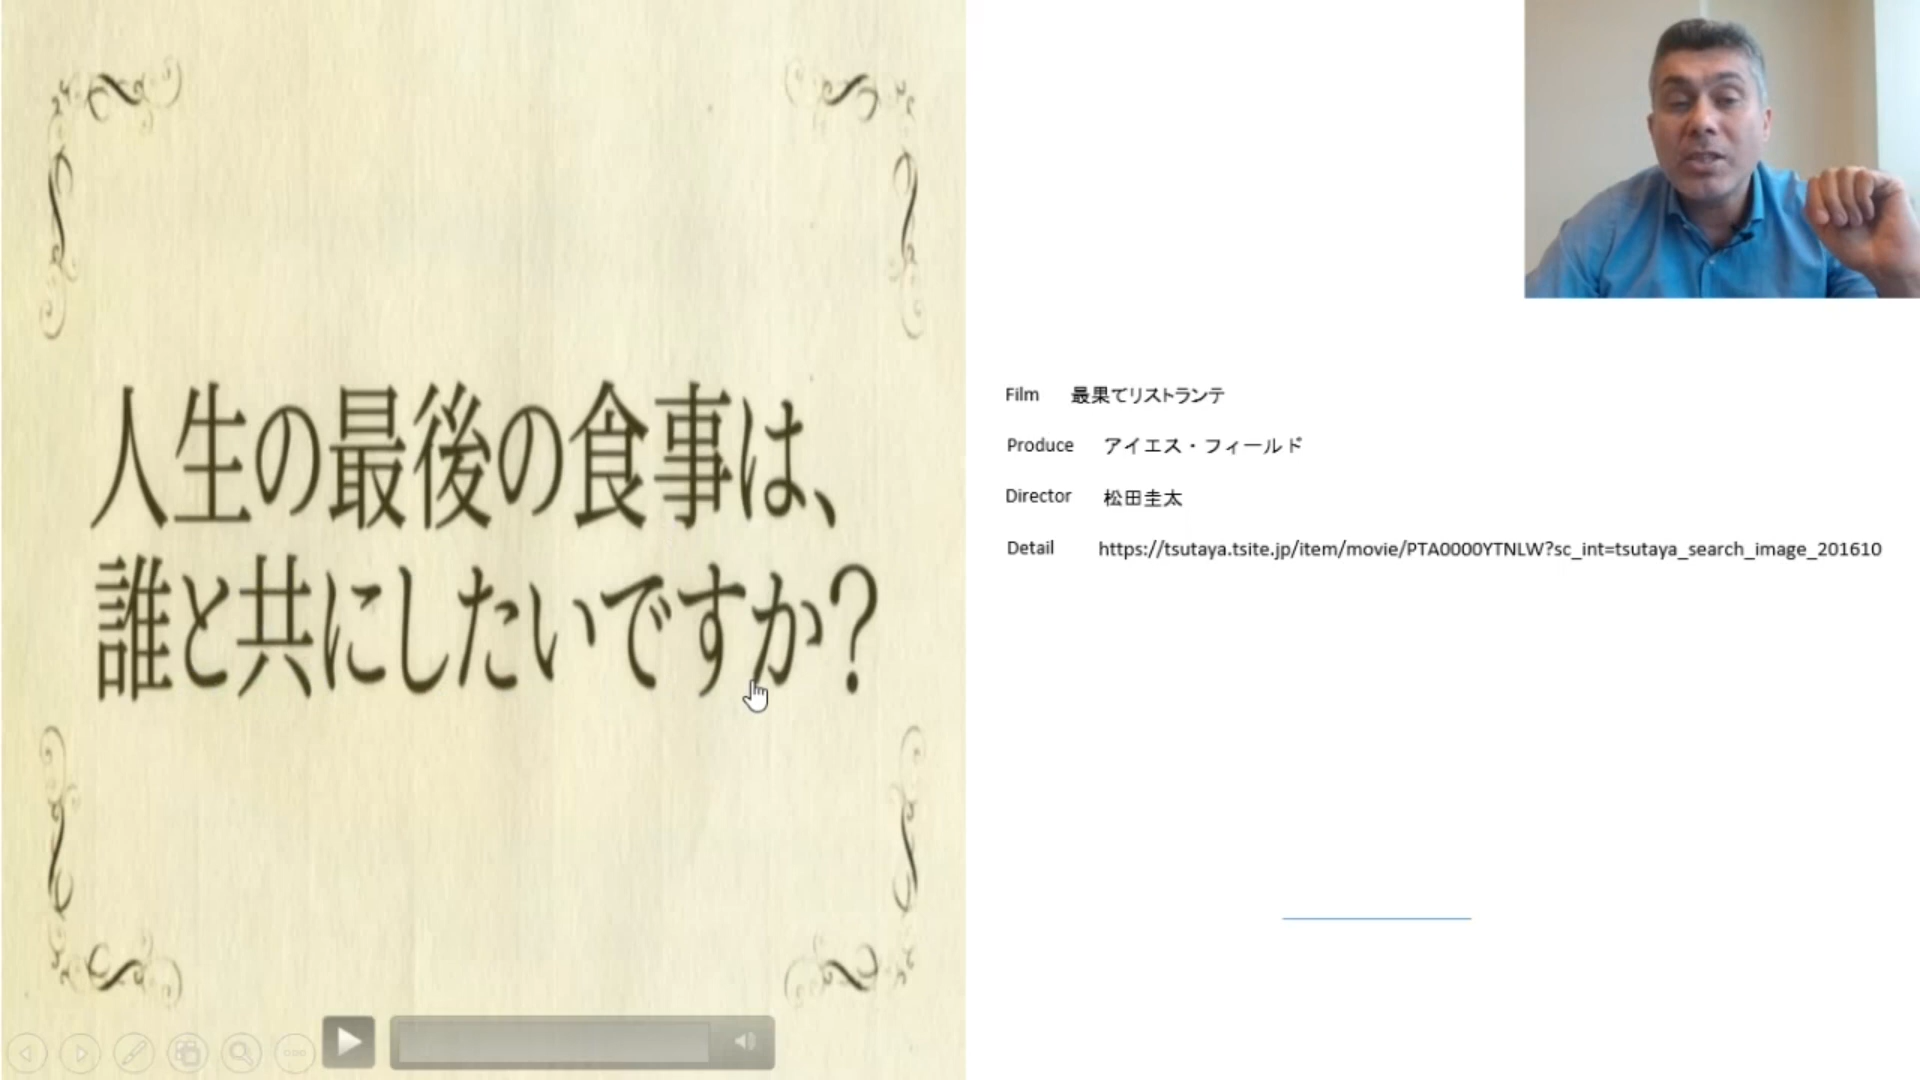 人生の最後の食事は、
誰と共にしたいですか？
Film 最果てリストランテ
Produce アイエス・フィールド
Director 松田圭太
Detail https://tsutaya.tsite.jp/item/movie/PTA0000YTNLW?sc_int=tsutaya_search_image_201610